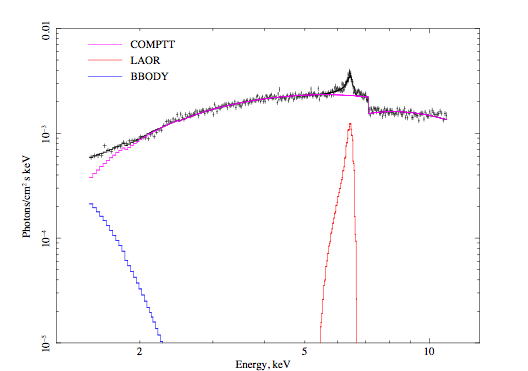 0.01
COMPTT
LAOR
BBODY
10⁻³
Photons/cm² s keV
10⁻⁴
10⁻⁵
2
5
10
Energy, keV